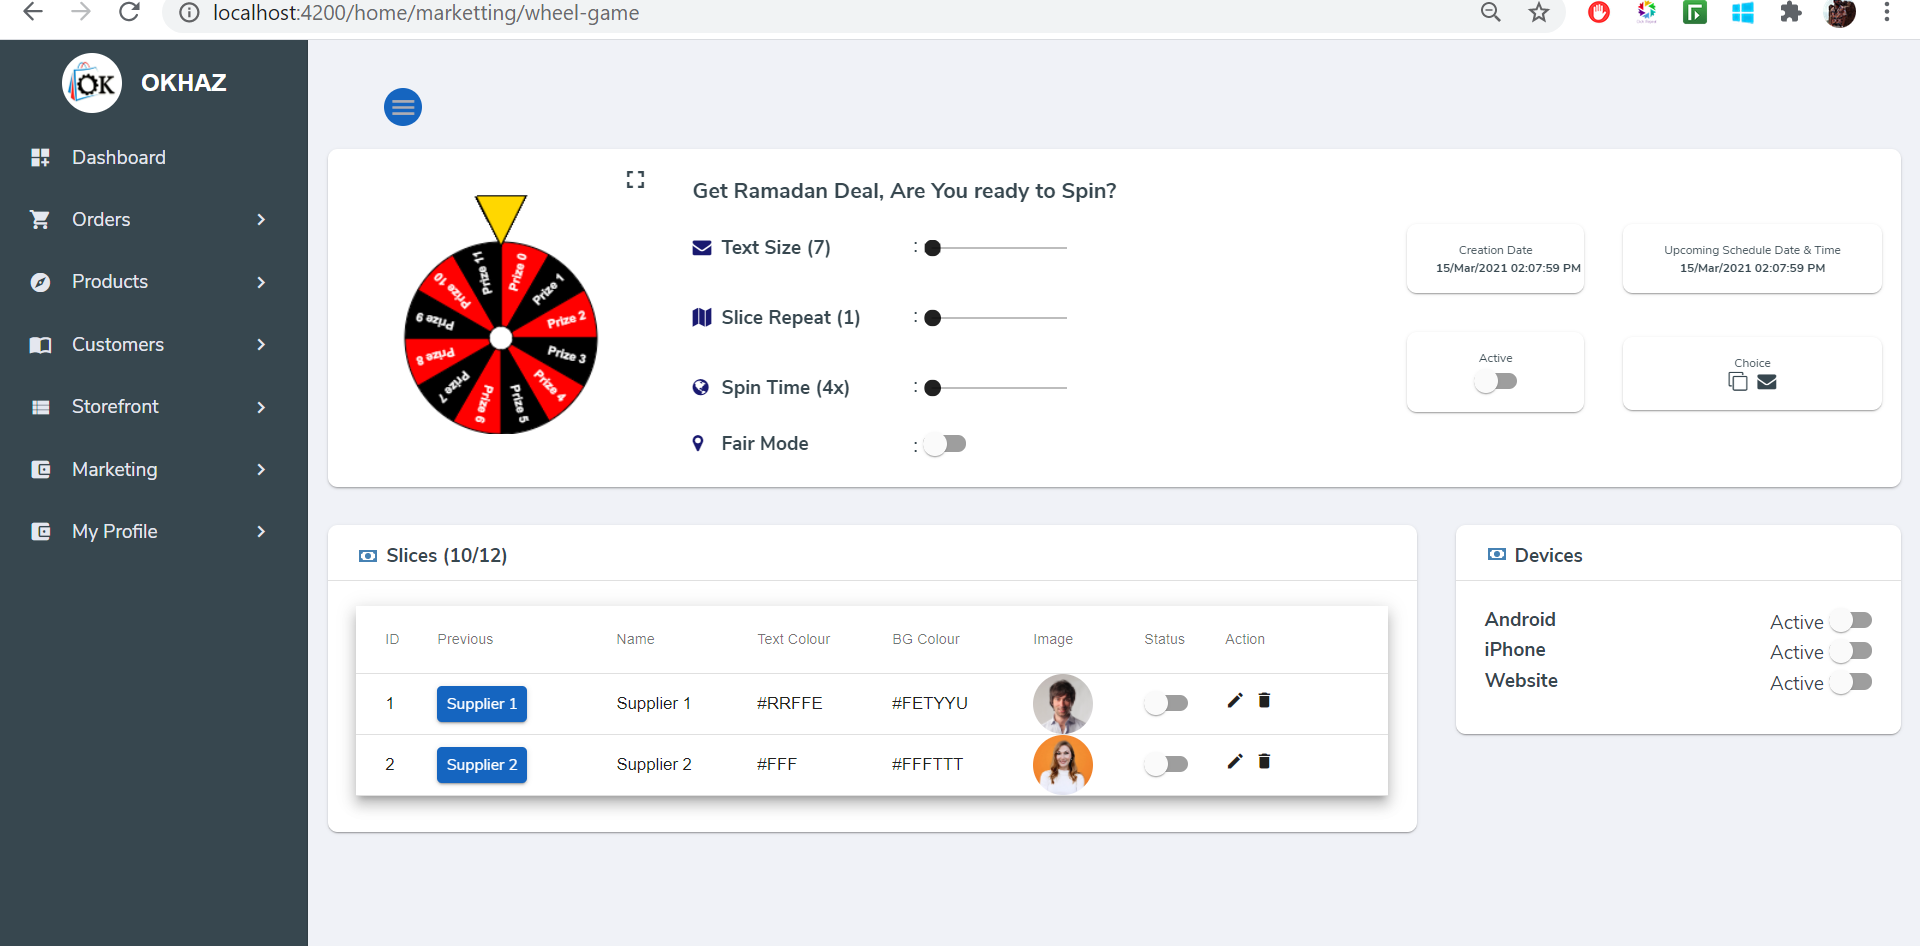 localhost:4200/home/marketting/wheel-game
OK
OKHAZ
Dashboard
Orders
Products
Customers
Storefront
Marketing
My Profile
Prize 0
Prize 1
Prize 2
Prize 3
Prize 4
Prize 5
Prize 6
Prize 7
Prize 8
Prize 9
Prize 10
Prize 11
Get Ramadan Deal, Are You ready to Spin?
Text Size (7) :
Slice Repeat (1) :
Spin Time (4x) :
Fair Mode :
Creation Date
15/Mar/2021 02:07:59 PM
Upcoming Schedule Date & Time
15/Mar/2021 02:07:59 PM
Active
Choice
Slices (10/12)
ID Previous Name Text Colour BG Colour Image Status Action
1 Supplier 1 Supplier 1 #RRFFE #FETYYU
2 Supplier 2 Supplier 2 #FFF #FFFTTT
Devices
Android Active
iPhone Active
Website Active